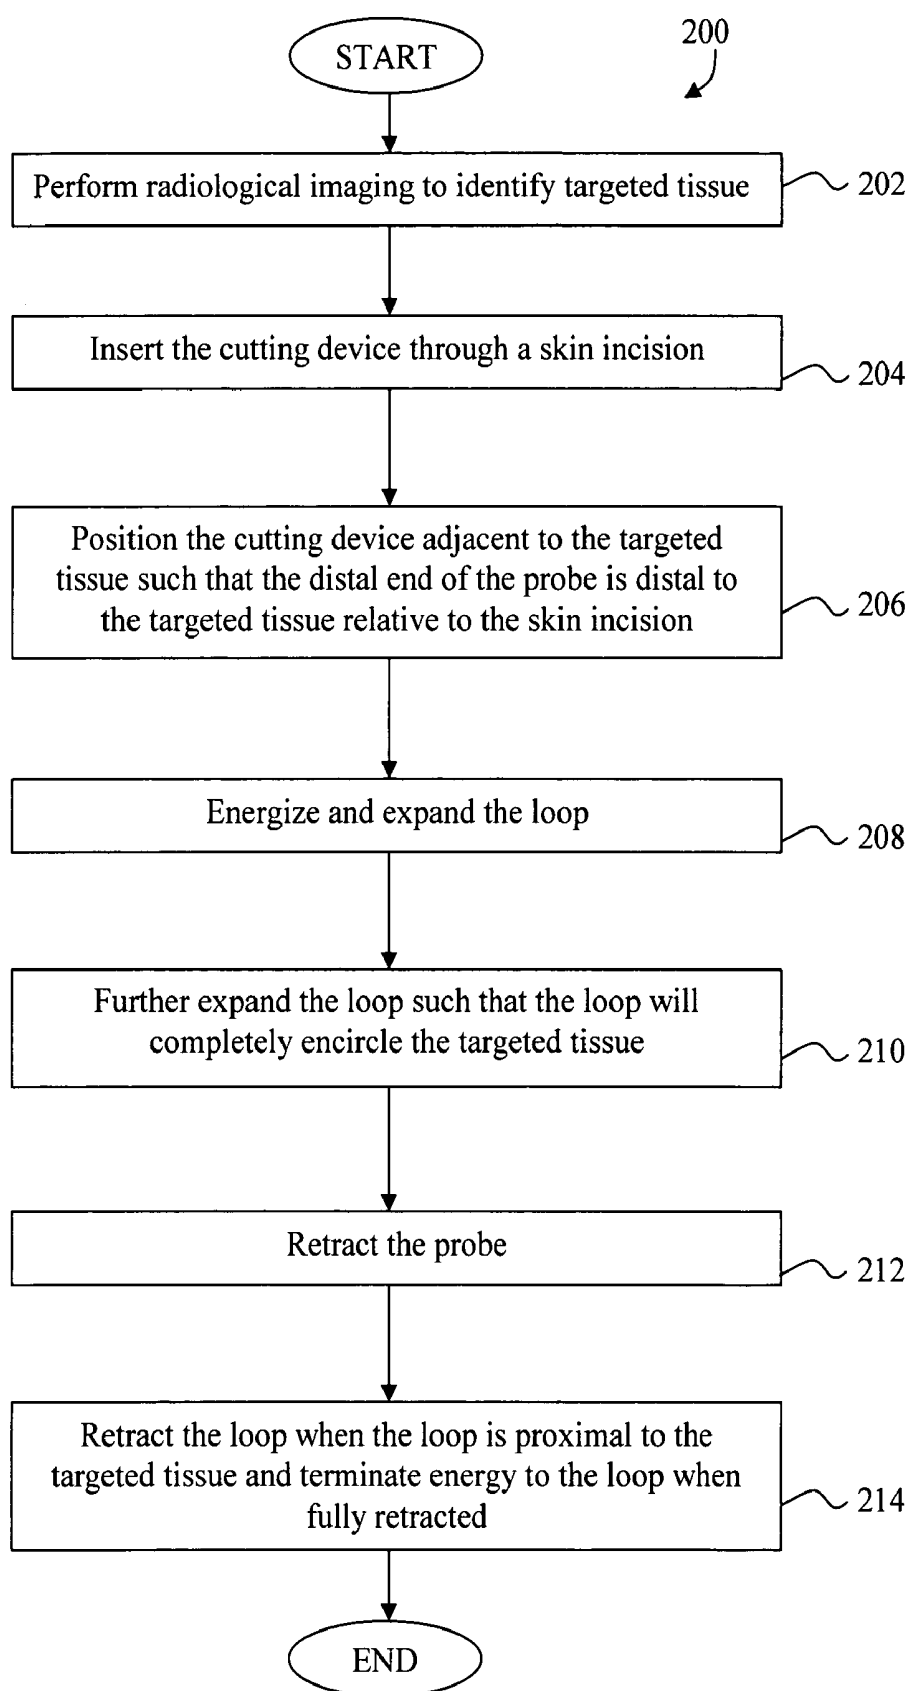 200
START
Perform radiological imaging to identify targeted tissue
202
Insert the cutting device through a skin incision
204
Position the cutting device adjacent to the targeted
tissue such that the distal end of the probe is distal to
the targeted tissue relative to the skin incision
206
Energize and expand the loop
208
Further expand the loop such that the loop will
completely encircle the targeted tissue
210
Retract the probe
212
Retract the loop when the loop is proximal to the
targeted tissue and terminate energy to the loop when
fully retracted
214
END